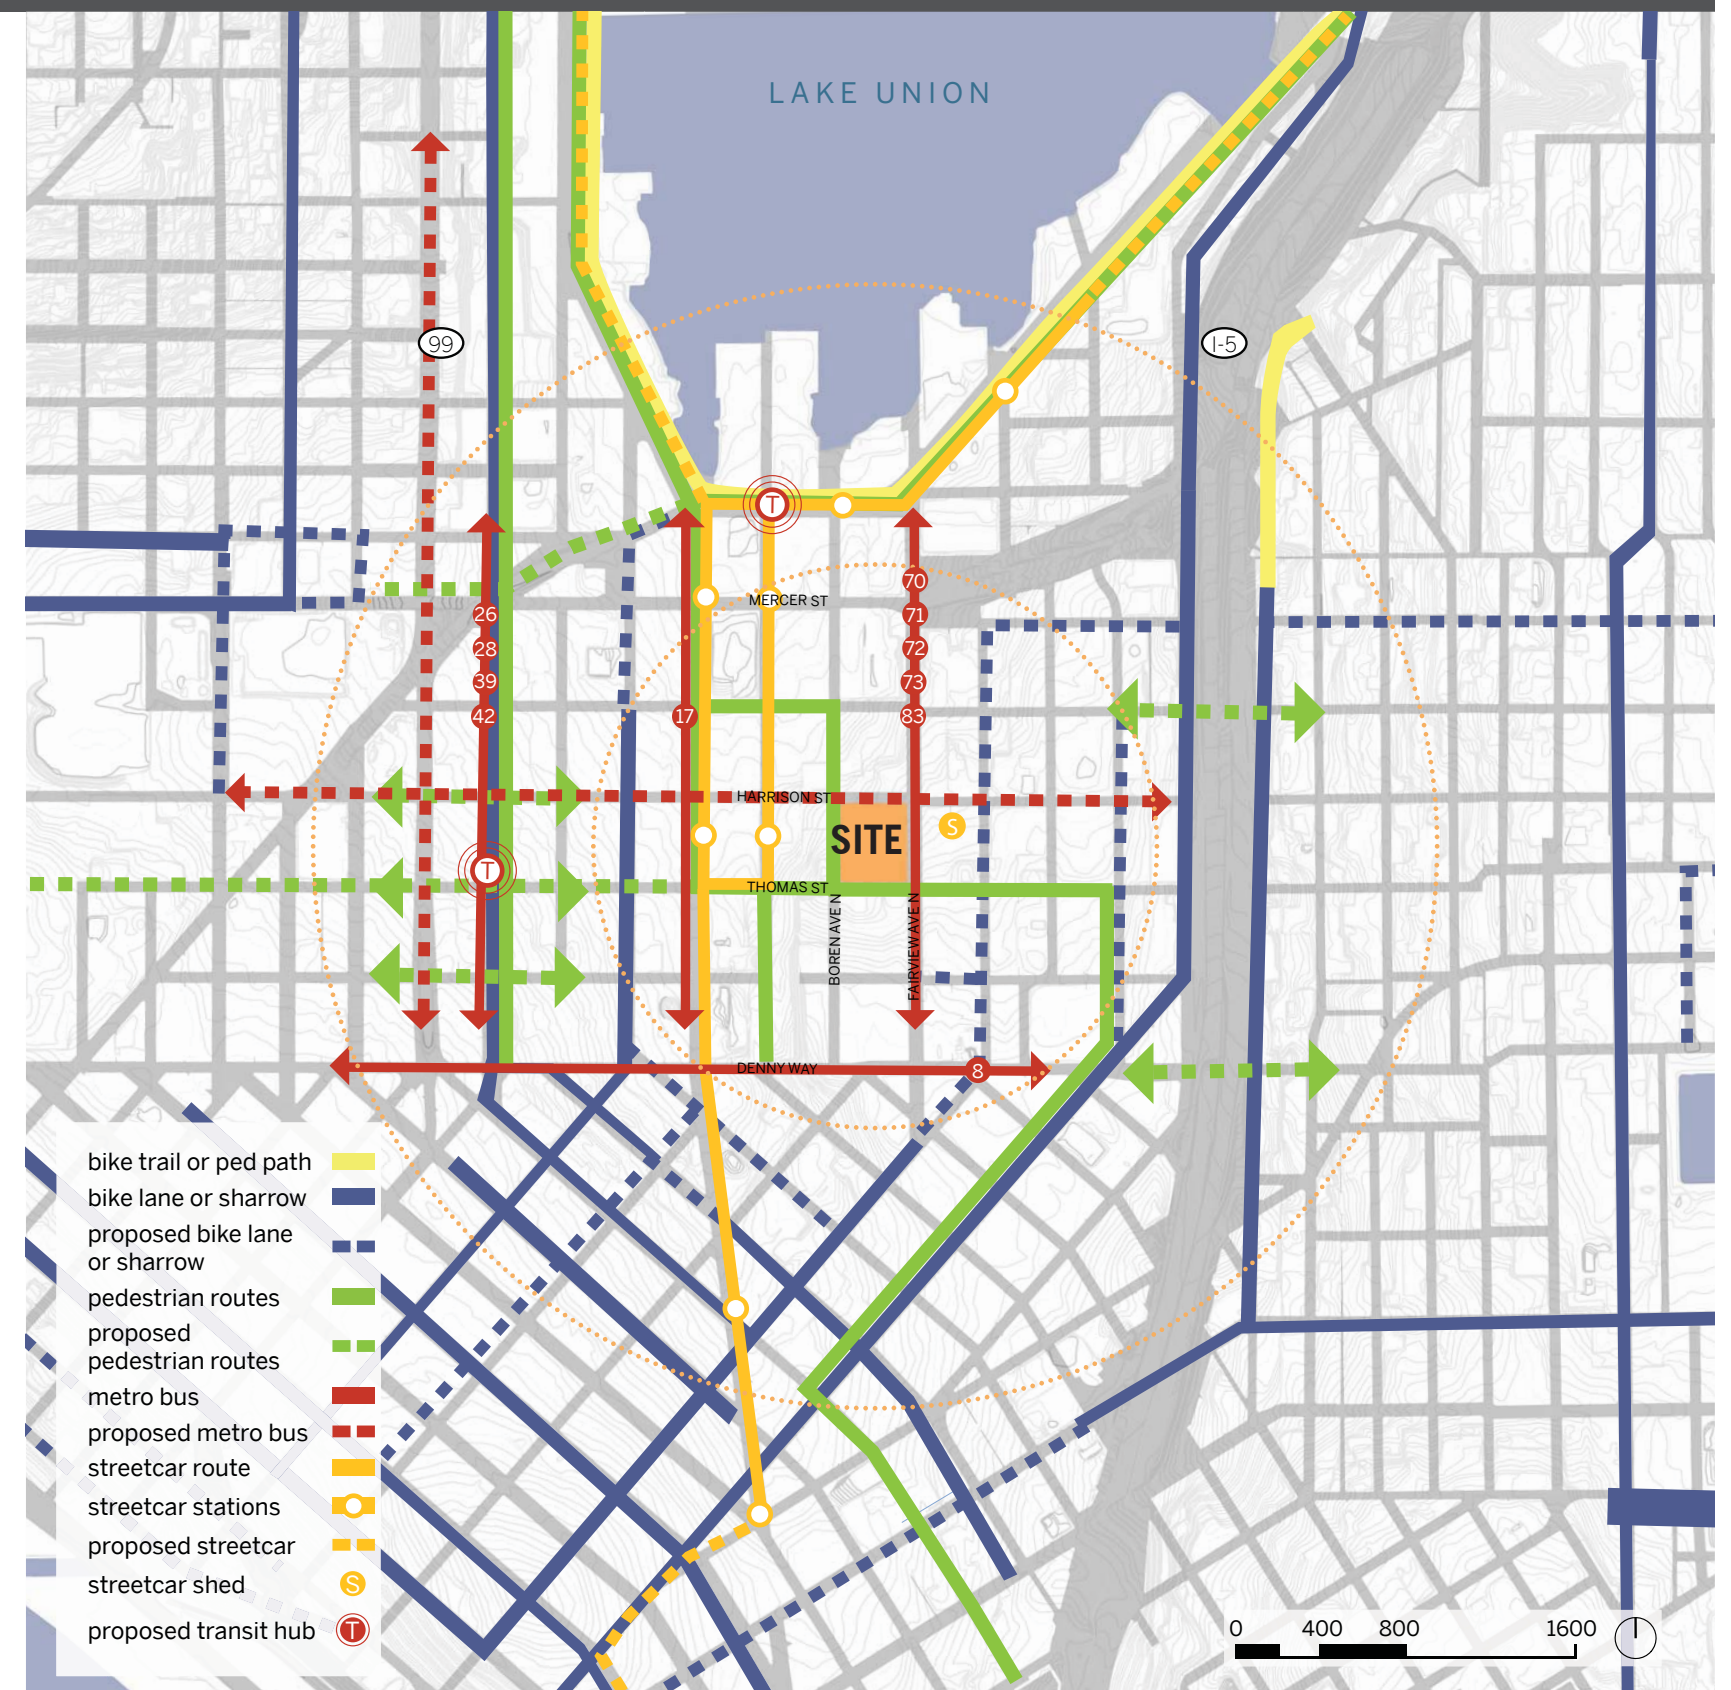 LAKE UNION
99
I-5
T
MERCER ST
70
71
72
73
83
26
28
39
42
17
HARRISON ST
SITE
S
T
THOMAS ST
BOREN AVE N
FAIRVIEW AVE N
DENNY WAY
8
bike trail or ped path
bike lane or sharrow
proposed bike lane
or sharrow
pedestrian routes
proposed
pedestrian routes
metro bus
proposed metro bus
streetcar route
streetcar stations
proposed streetcar
streetcar shed
S
proposed transit hub
T
0 400 800 1600